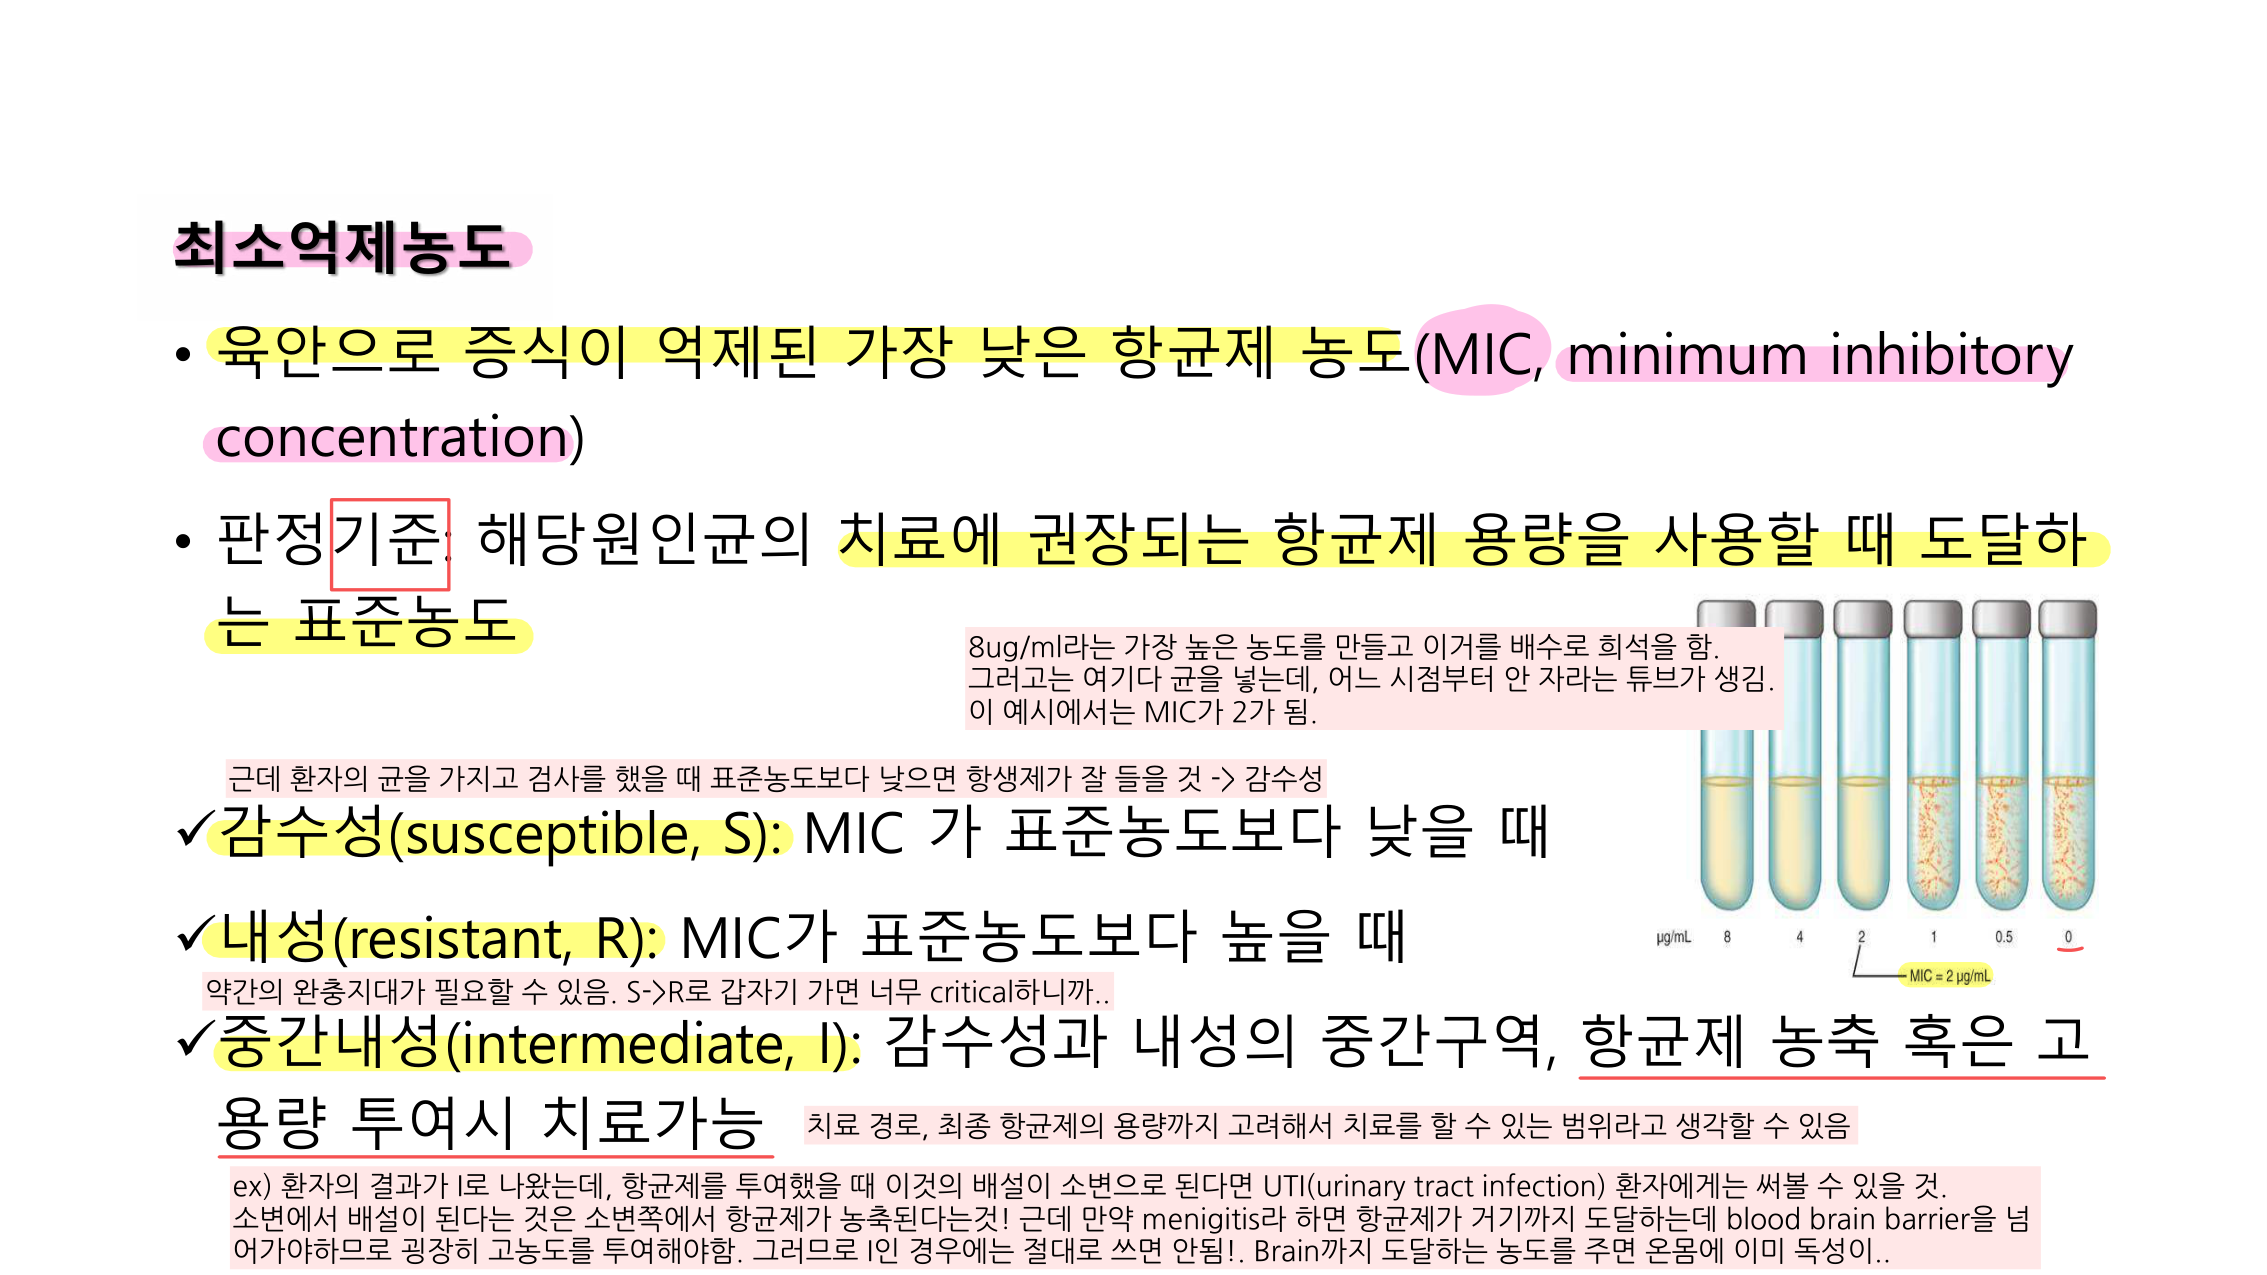 최소억제농도
• 육안으로 증식이 억제된 가장 낮은 항균제 농도(MIC, minimum inhibitory
concentration)
• 판정기준: 해당원인균의 치료에 권장되는 항균제 용량을 사용할 때 도달하
는 표준농도
8ug/ml라는 가장 높은 농도를 만들고 이거를 배수로 희석을 함.
그러고는 여기다 균을 넣는데, 어느 시점부터 안 자라는 튜브가 생김.
이 예시에서는 MIC가 2가 됨.
근데 환자의 균을 가지고 검사를 했을 때 표준농도보다 낮으면 항생제가 잘 들을 것 -> 감수성
✓감수성(susceptible, S): MIC 가 표준농도보다 낮을 때
✓내성(resistant, R): MIC가 표준농도보다 높을 때
µg/mL 8 4 2 1 0.5 0
MIC = 2 µg/mL
약간의 완충지대가 필요할 수 있음. S->R로 갑자기 가면 너무 critical하니까..
✓중간내성(intermediate, I): 감수성과 내성의 중간구역, 항균제 농축 혹은 고
용량 투여시 치료가능
치료 경로, 최종 항균제의 용량까지 고려해서 치료를 할 수 있는 범위라고 생각할 수 있음
ex) 환자의 결과가 I로 나왔는데, 항균제를 투여했을 때 이것의 배설이 소변으로 된다면 UTI(urinary tract infection) 환자에게는 써볼 수 있을 것.
소변에서 배설이 된다는 것은 소변쪽에서 항균제가 농축된다는것! 근데 만약 menigitis라 하면 항균제가 거기까지 도달하는데 blood brain barrier을 넘
어가야하므로 굉장히 고농도를 투여해야함. 그러므로 I인 경우에는 절대로 쓰면 안됨!. Brain까지 도달하는 농도를 주면 온몸에 이미 독성이..